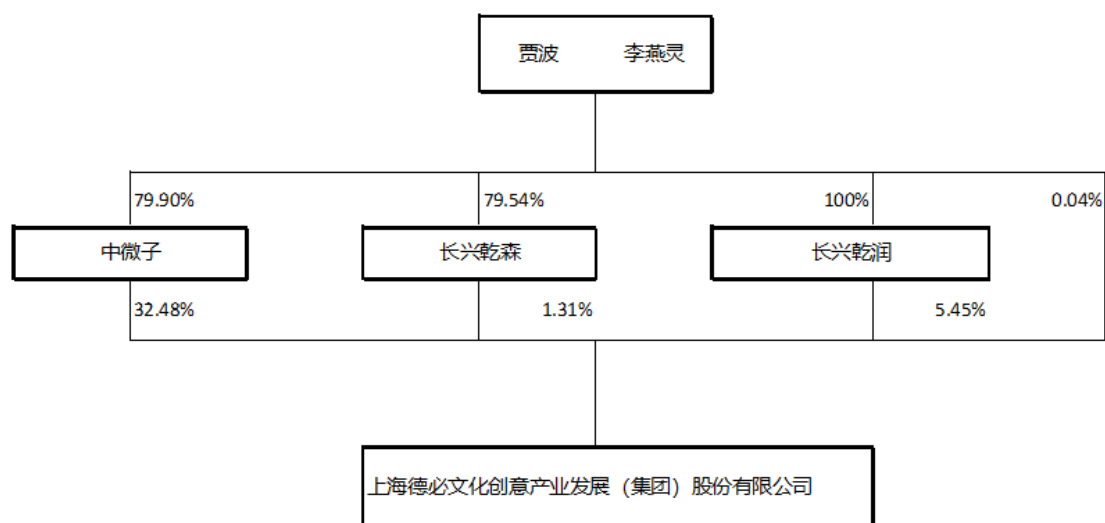 贾波 李燕灵
79.90% 79.54% 100% 0.04%
中微子 长兴乾森 长兴乾润
32.48% 1.31% 5.45%
上海德必文化创意产业发展（集团）股份有限公司